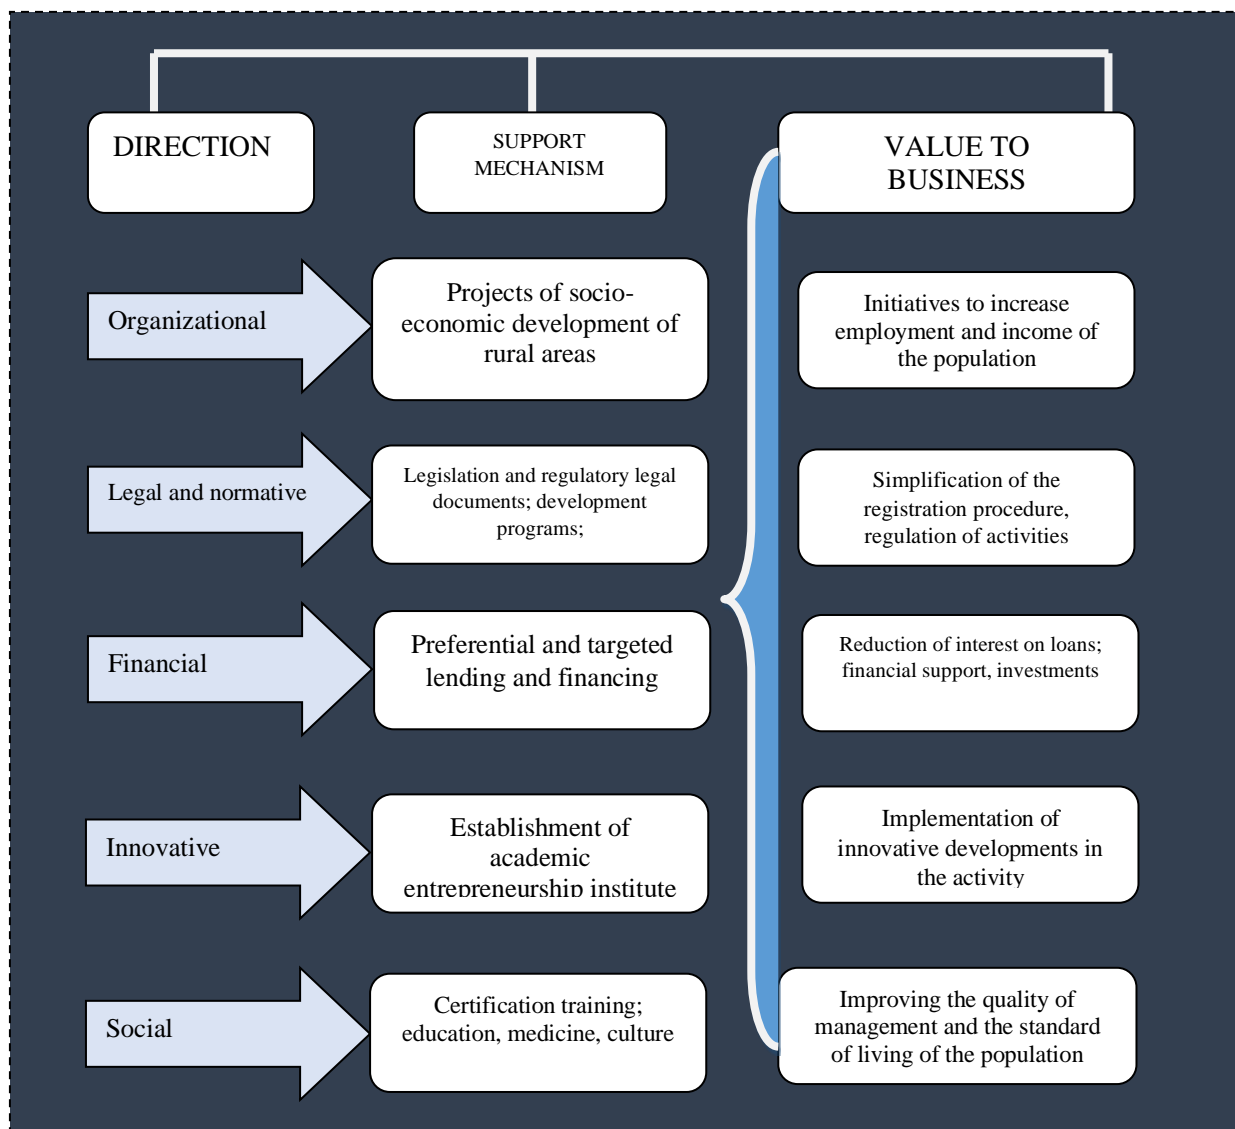 DIRECTION
SUPPORT
MECHANISM
VALUE TO
BUSINESS
Organizational
Projects of socio-
economic development of
rural areas
Initiatives to increase
employment and income of
the population
Legal and normative
Legislation and regulatory legal
documents; development
programs;
Simplification of the
registration procedure,
regulation of activities
Financial
Preferential and targeted
lending and financing
Reduction of interest on loans;
financial support, investments
Innovative
Establishment of
academic
entrepreneurship institute
Implementation of
innovative developments in
the activity
Social
Certification training;
education, medicine, culture
Improving the quality of
management and the standard
of living of the population